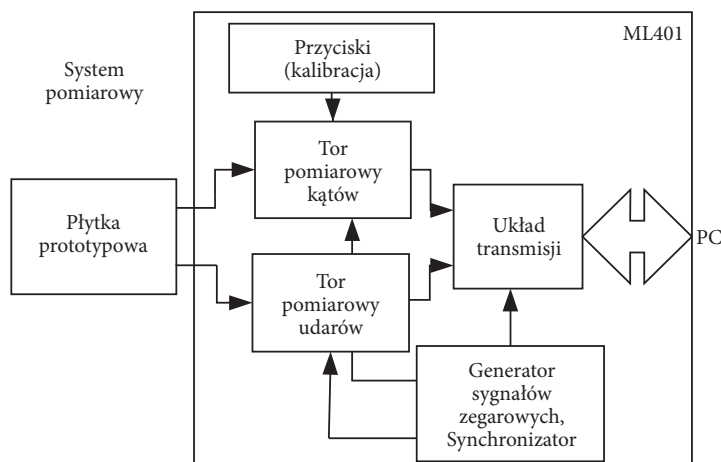 ML401
System
pomiarowy
Przyciski
(kalibracja)
Tor
pomiarowy
kątów
Płytka
prototypowa
Układ
transmisji
PC
Tor
pomiarowy
udarów
Generator
sygnałów
zegarowych,
Synchronizator